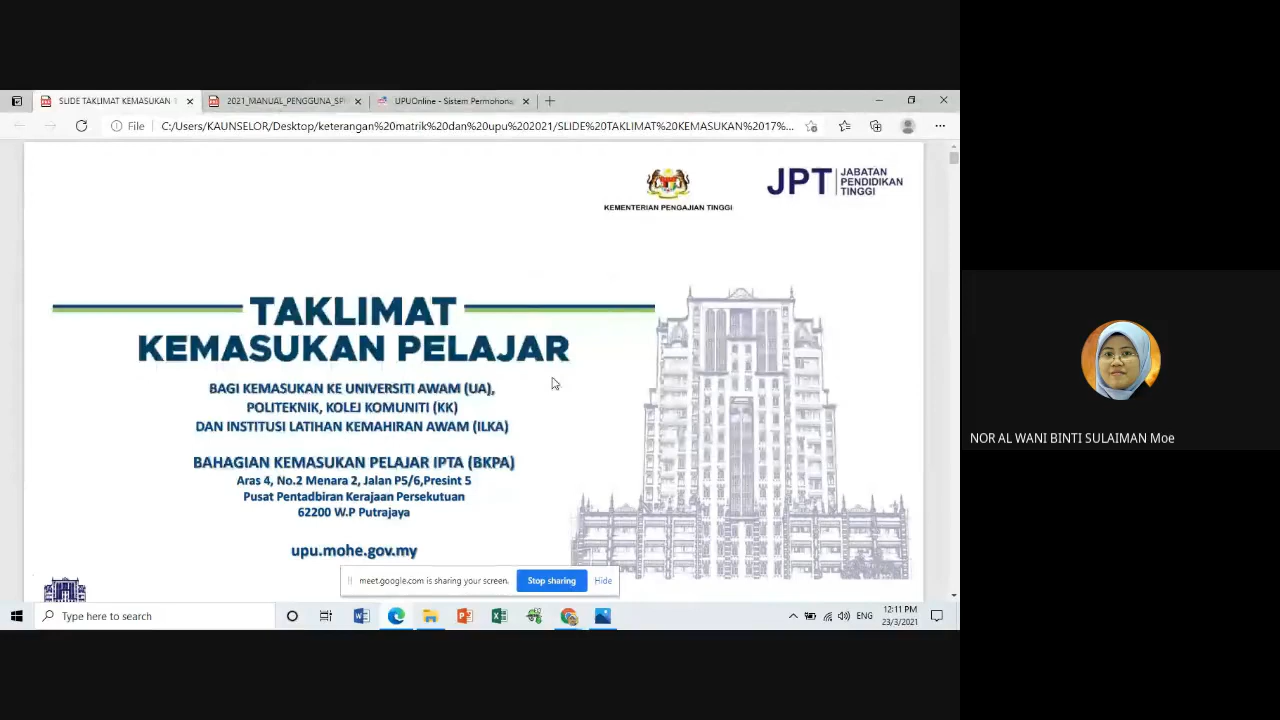 SLIDE TAKLIMAT KEMASUKAN
2021_MANUAL_PENGGUNA_SP
UPUOnline - Sistem Permohona
File
C:/Users/KAUNSELOR/Desktop/keterangan%20matrik%20dan%20upu%202021/SLIDE%20TAKLIMAT%20KEMASUKAN%2017%...
KEMENTERIAN PENGAJIAN TINGGI
JPT
JABATAN
PENDIDIKAN
TINGGI
TAKLIMAT
KEMASUKAN PELAJAR
BAGI KEMASUKAN KE UNIVERSITI AWAM (UA),
POLITEKNIK, KOLEJ KOMUNITI (KK)
DAN INSTITUSI LATIHAN KEMAHIRAN AWAM (ILKA)
BAHAGIAN KEMASUKAN PELAJAR IPTA (BKPA)
Aras 4, No.2 Menara 2, Jalan P5/6,Presint 5
Pusat Pentadbiran Kerajaan Persekutuan
62200 W.P Putrajaya
upu.mohe.gov.my
meet.google.com is sharing your screen.
Stop sharing
Hide
Type here to search
ENG
12:11 PM
23/3/2021
NOR AL WANI BINTI SULAIMAN Moe